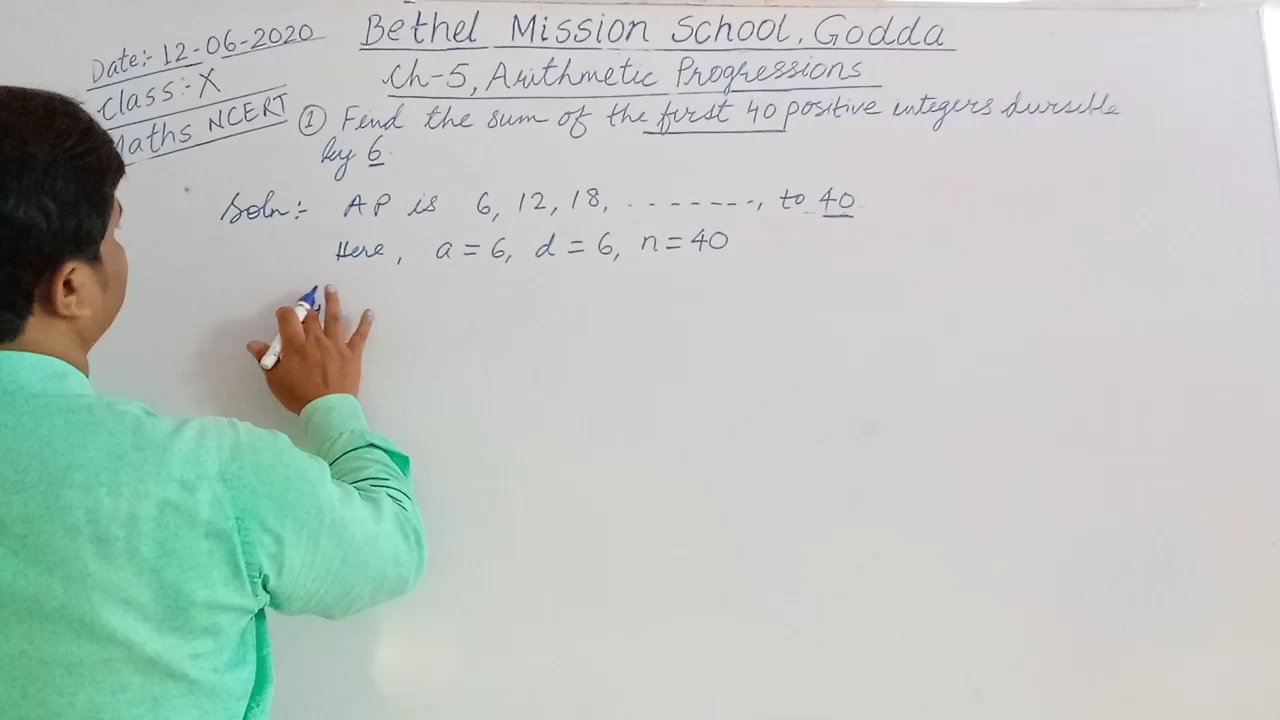 Bethel Mission School, Godda
Date:- 12-06-2020
Ch-5, Arithmetic Progressions
Class:- X
Maths NCERT
① Find the sum of the first 40 positive integers divisible
by 6.
Soln:- AP is 6, 12, 18, ......., to 40
Here, a = 6, d = 6, n = 40